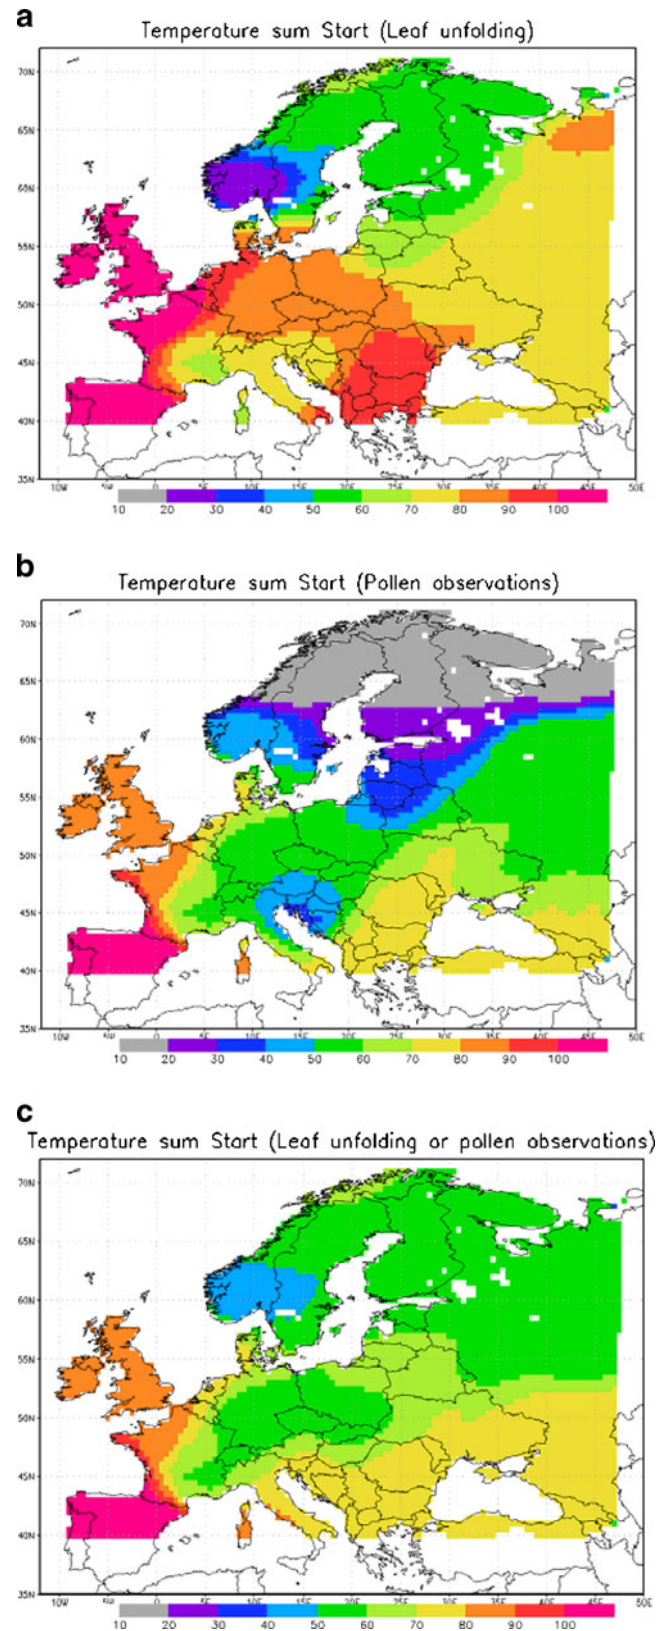 a
Temperature sum Start (Leaf unfolding)
70N
65N
60N
55N
50N
45N
40N
35N
10W 5W 0 5E 10E 15E 20E 25E 30E 35E 40E 45E 50E
10 20 30 40 50 60 70 80 90 100
b
Temperature sum Start (Pollen observations)
70N
65N
60N
55N
50N
45N
40N
35N
10W 5W 0 5E 10E 15E 20E 25E 30E 35E 40E 45E 50E
10 20 30 40 50 60 70 80 90 100
c
Temperature sum Start (Leaf unfolding or pollen observations)
70N
65N
60N
55N
50N
45N
40N
35N
10W 5W 0 5E 10E 15E 20E 25E 30E 35E 40E 45E 50E
10 20 30 40 50 60 70 80 90 100